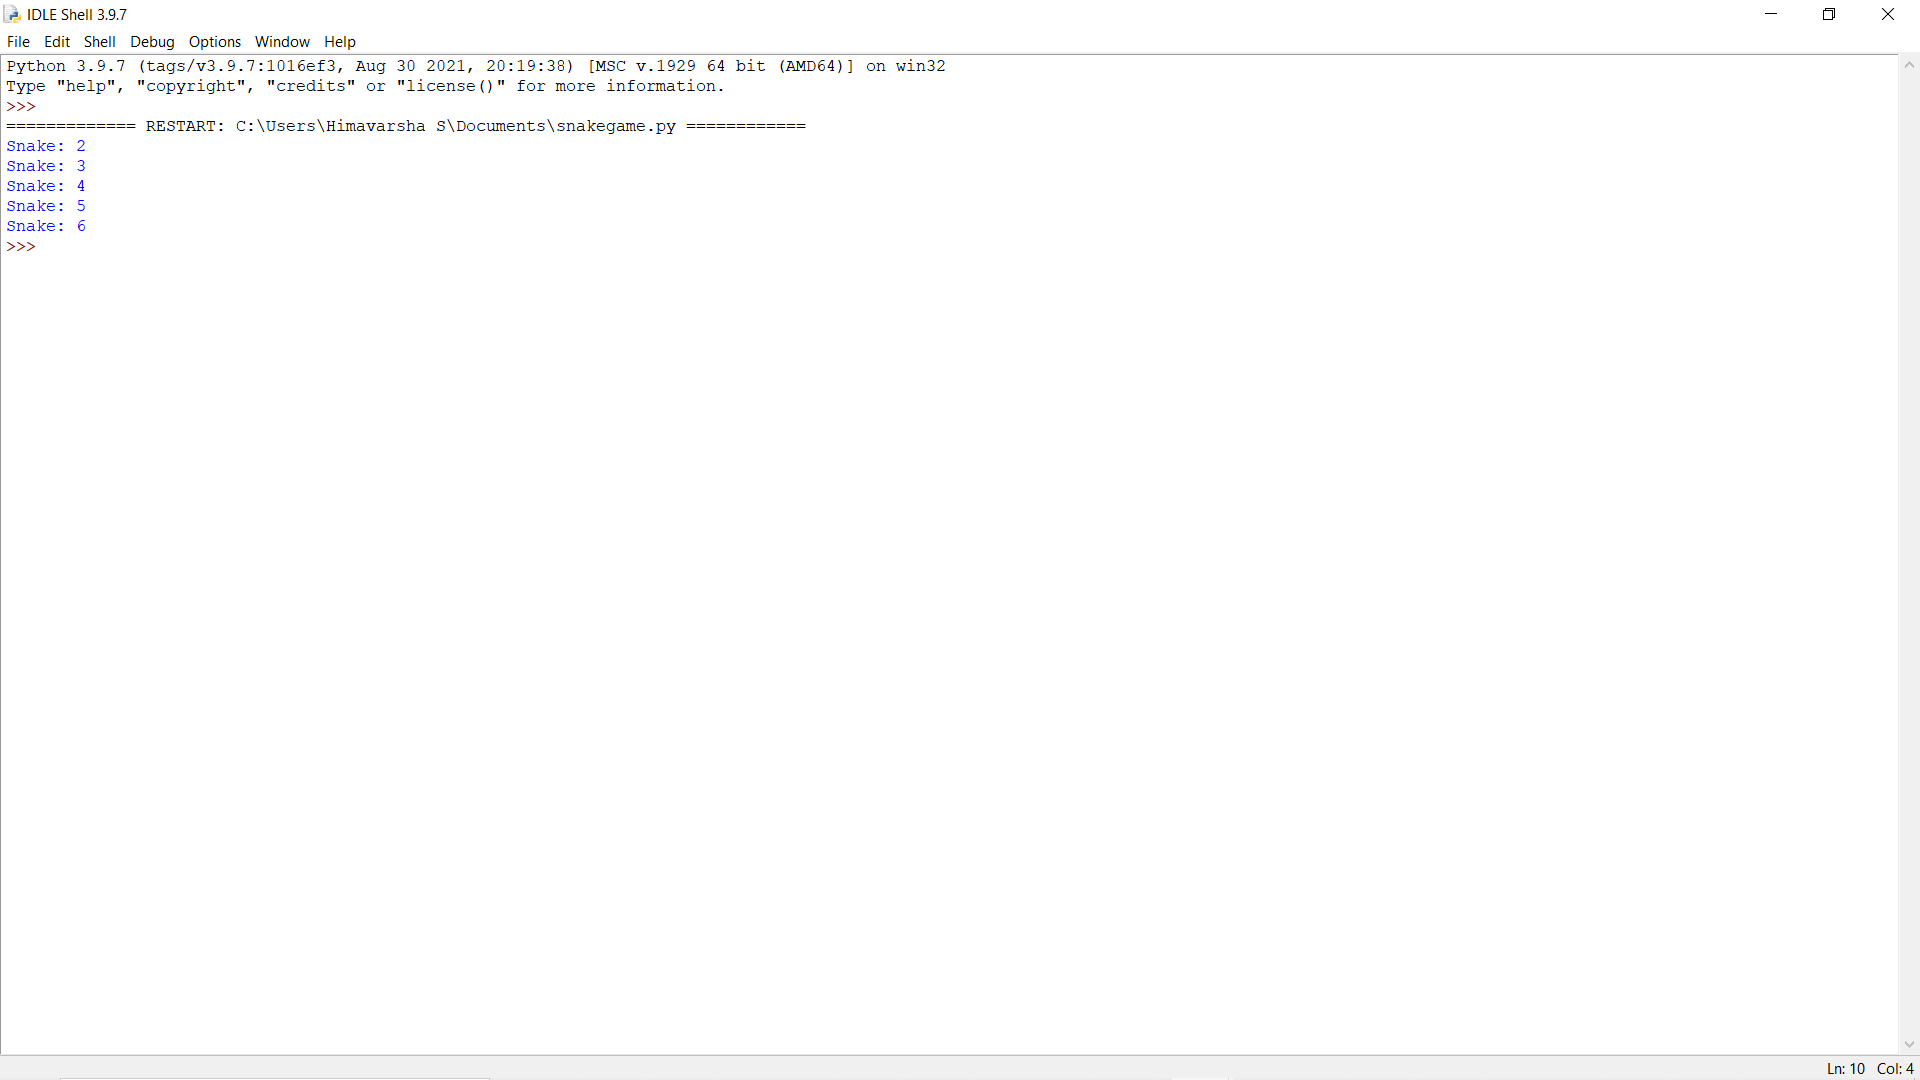 IDLE Shell 3.9.7
File Edit Shell Debug Options Window Help
Python 3.9.7 (tags/v3.9.7:1016ef3, Aug 30 2021, 20:19:38) [MSC v.1929 64 bit (AMD64)] on win32
Type "help", "copyright", "credits" or "license()" for more information.
>>>
============= RESTART: C:\Users\Himavarsha S\Documents\snakegame.py ============
Snake: 2
Snake: 3
Snake: 4
Snake: 5
Snake: 6
>>>
Ln: 10 Col: 4